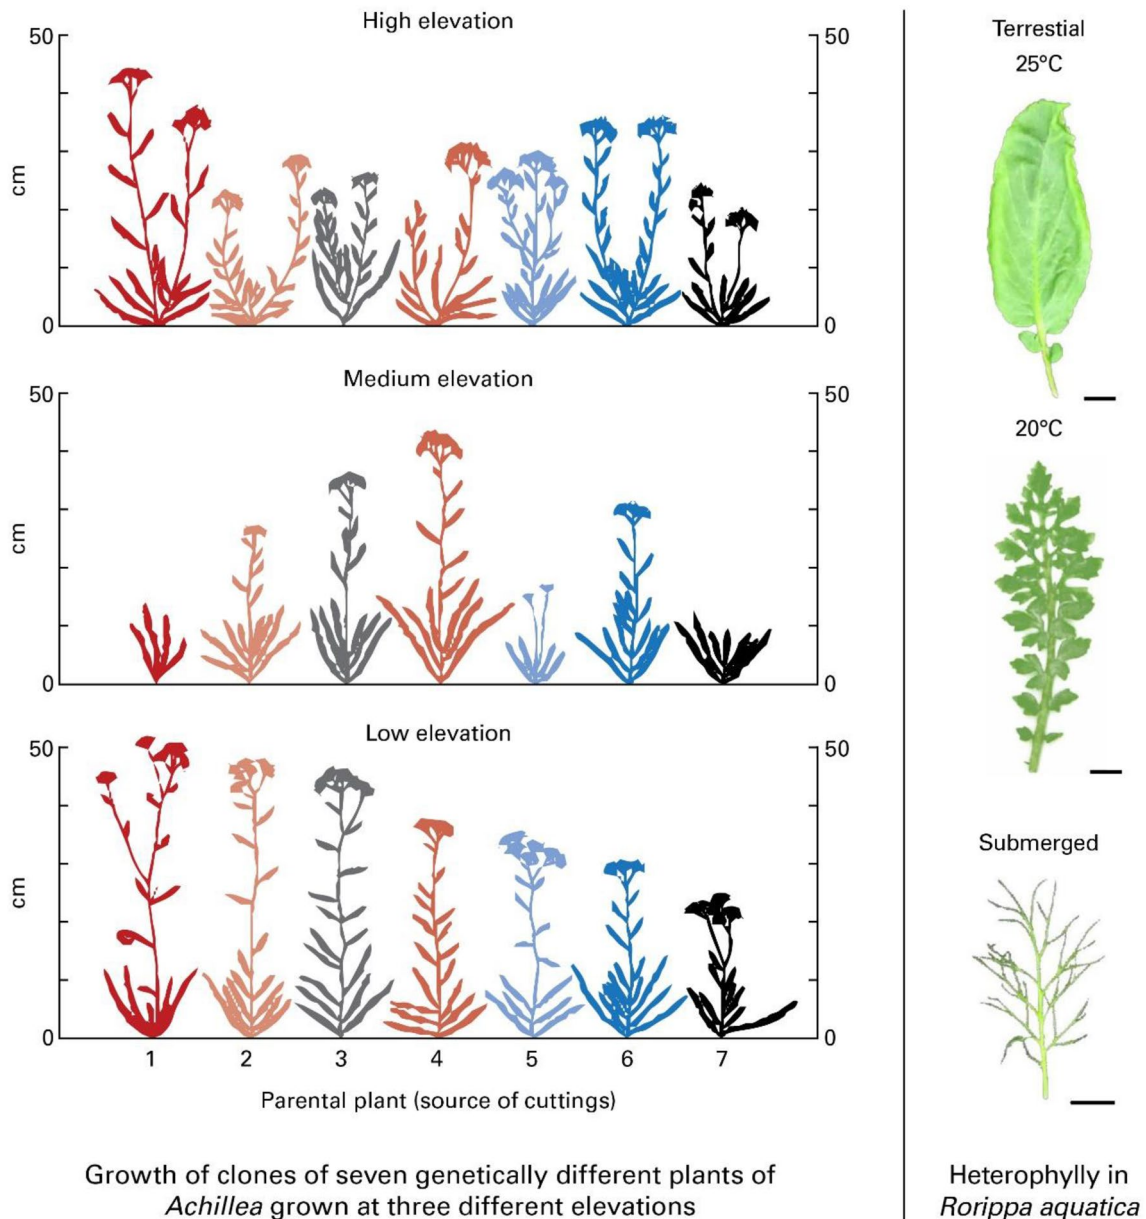 High elevation
50
50
cm
0
0
Medium elevation
50
50
cm
0
0
Low elevation
50
50
cm
0
0
1 2 3 4 5 6 7
Parental plant (source of cuttings)
Growth of clones of seven genetically different plants of
Achillea grown at three different elevations
Terrestial
25°C
20°C
Submerged
Heterophylly in
Rorippa aquatica